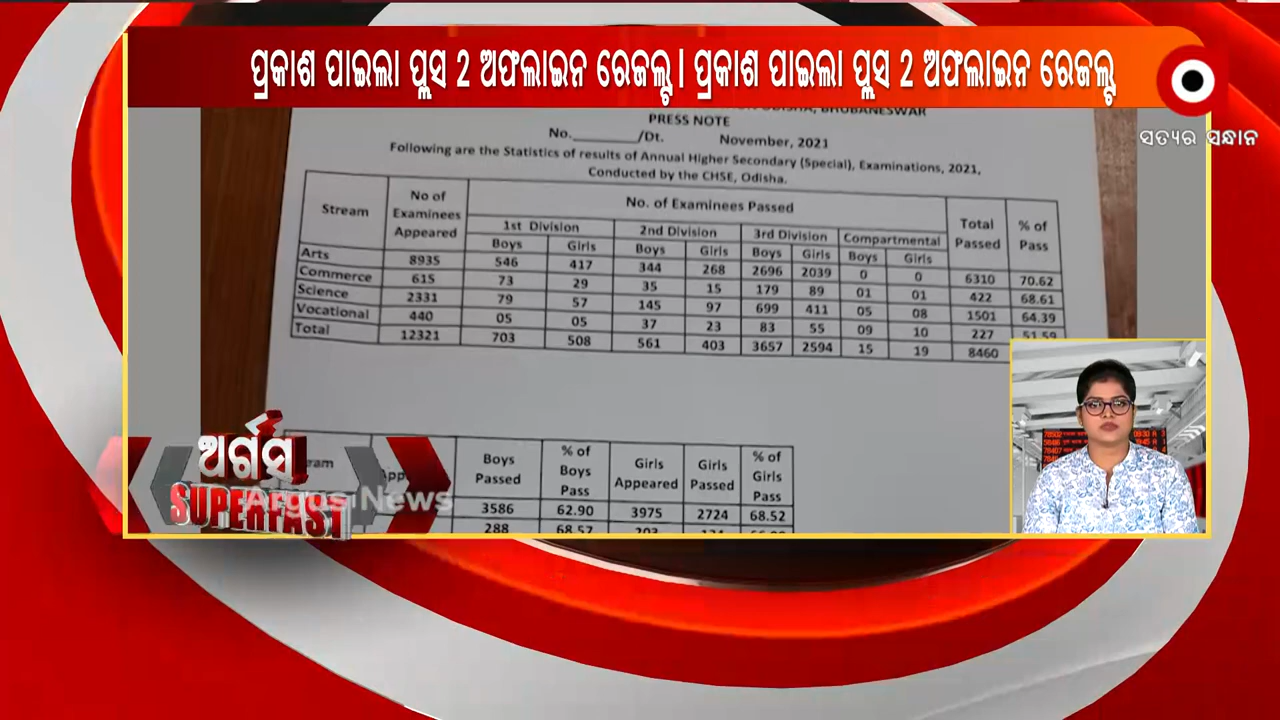 ପ୍ରକାଶ ପାଇଲା ପ୍ଲସ 2 ଅଫଲାଇନ ରେଜଲ୍ଟ। ପ୍ରକାଶ ପାଇଲା ପ୍ଲସ 2 ଅଫଲାଇନ ରେଜଲ୍ଟ
ସତ୍ୟର ସନ୍ଧାନ
BHUBANESWAR
PRESS NOTE
No.________/Dt. November, 2021
Following are the Statistics of results of Annual Higher Secondary (Special), Examinations, 2021,
Conducted by the CHSE, Odisha.
Stream No of Examinees Appeared No. of Examinees Passed Total Passed % of Pass
1st Division 2nd Division 3rd Division Compartmental
Boys Girls Boys Girls Boys Girls Boys Girls
Arts 8935 546 417 344 268 2696 2039 0 0 6310 70.62
Commerce 615 73 29 35 15 179 89 01 01 422 68.61
Science 2331 79 57 145 97 699 411 05 08 1501 64.39
Vocational 440 05 05 37 23 83 55 09 10 227 51.59
Total 12321 703 508 561 403 3657 2594 15 19 8460
Boys Passed % of Boys Pass Girls Appeared Girls Passed % of Girls Pass
3586 62.90 3975 2724 68.52
288 68.57
ଅର୍ଗସ୍
SUPERFAST
Argus News